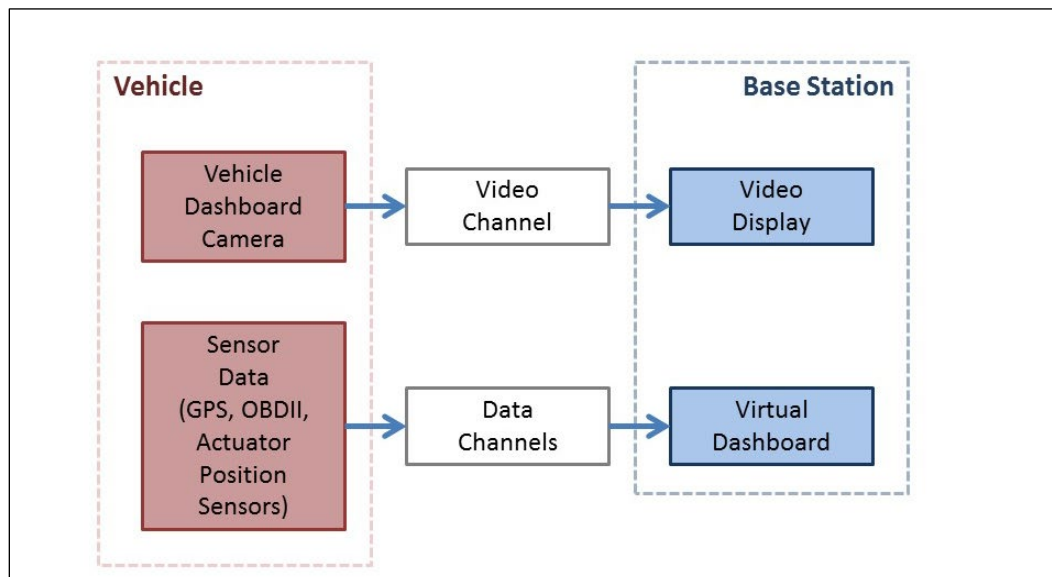 Vehicle
Base Station
Vehicle
Dashboard
Camera
Video
Channel
Video
Display
Sensor
Data
(GPS, OBDII,
Actuator
Position
Sensors)
Data
Channels
Virtual
Dashboard